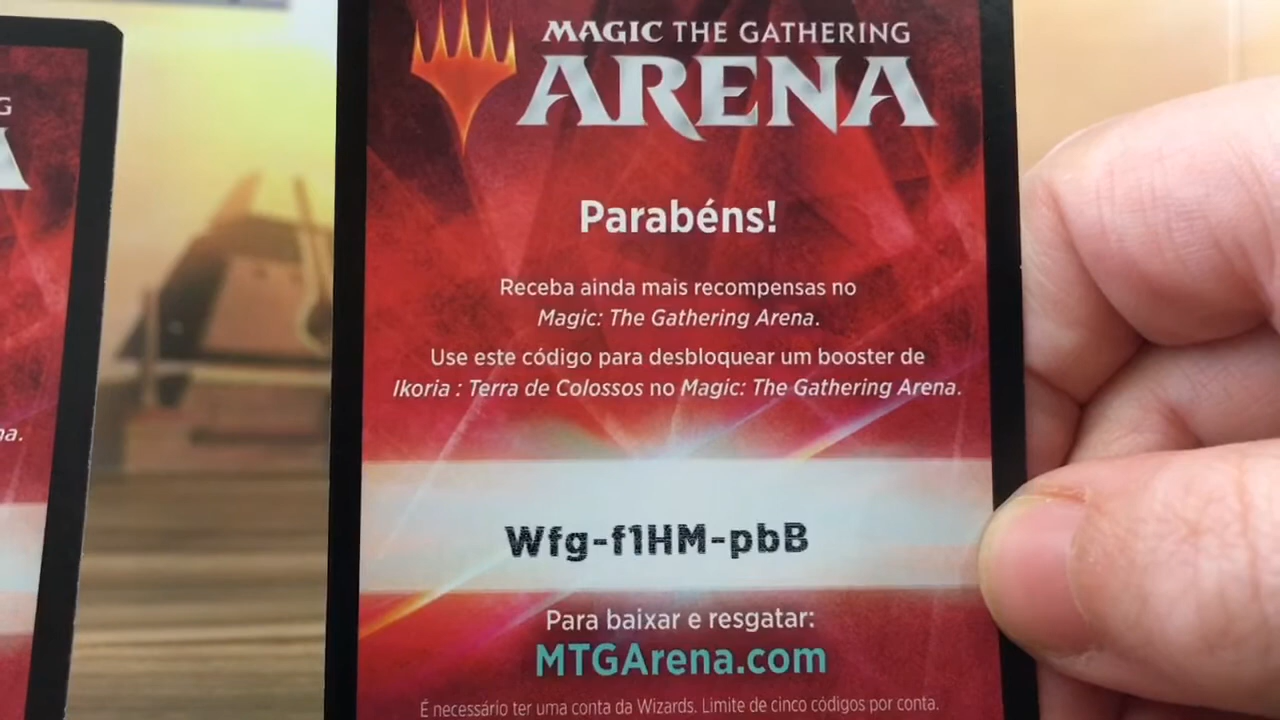 MAGIC THE GATHERING
ARENA
Parabéns!
Receba ainda mais recompensas no
Magic: The Gathering Arena.
Use este código para desbloquear um booster de
Ikoria : Terra de Colossos no Magic: The Gathering Arena.
Wfg-f1HM-pbB
Para baixar e resgatar:
MTGArena.com
É necessário ter uma conta da Wizards. Limite de cinco códigos por conta.